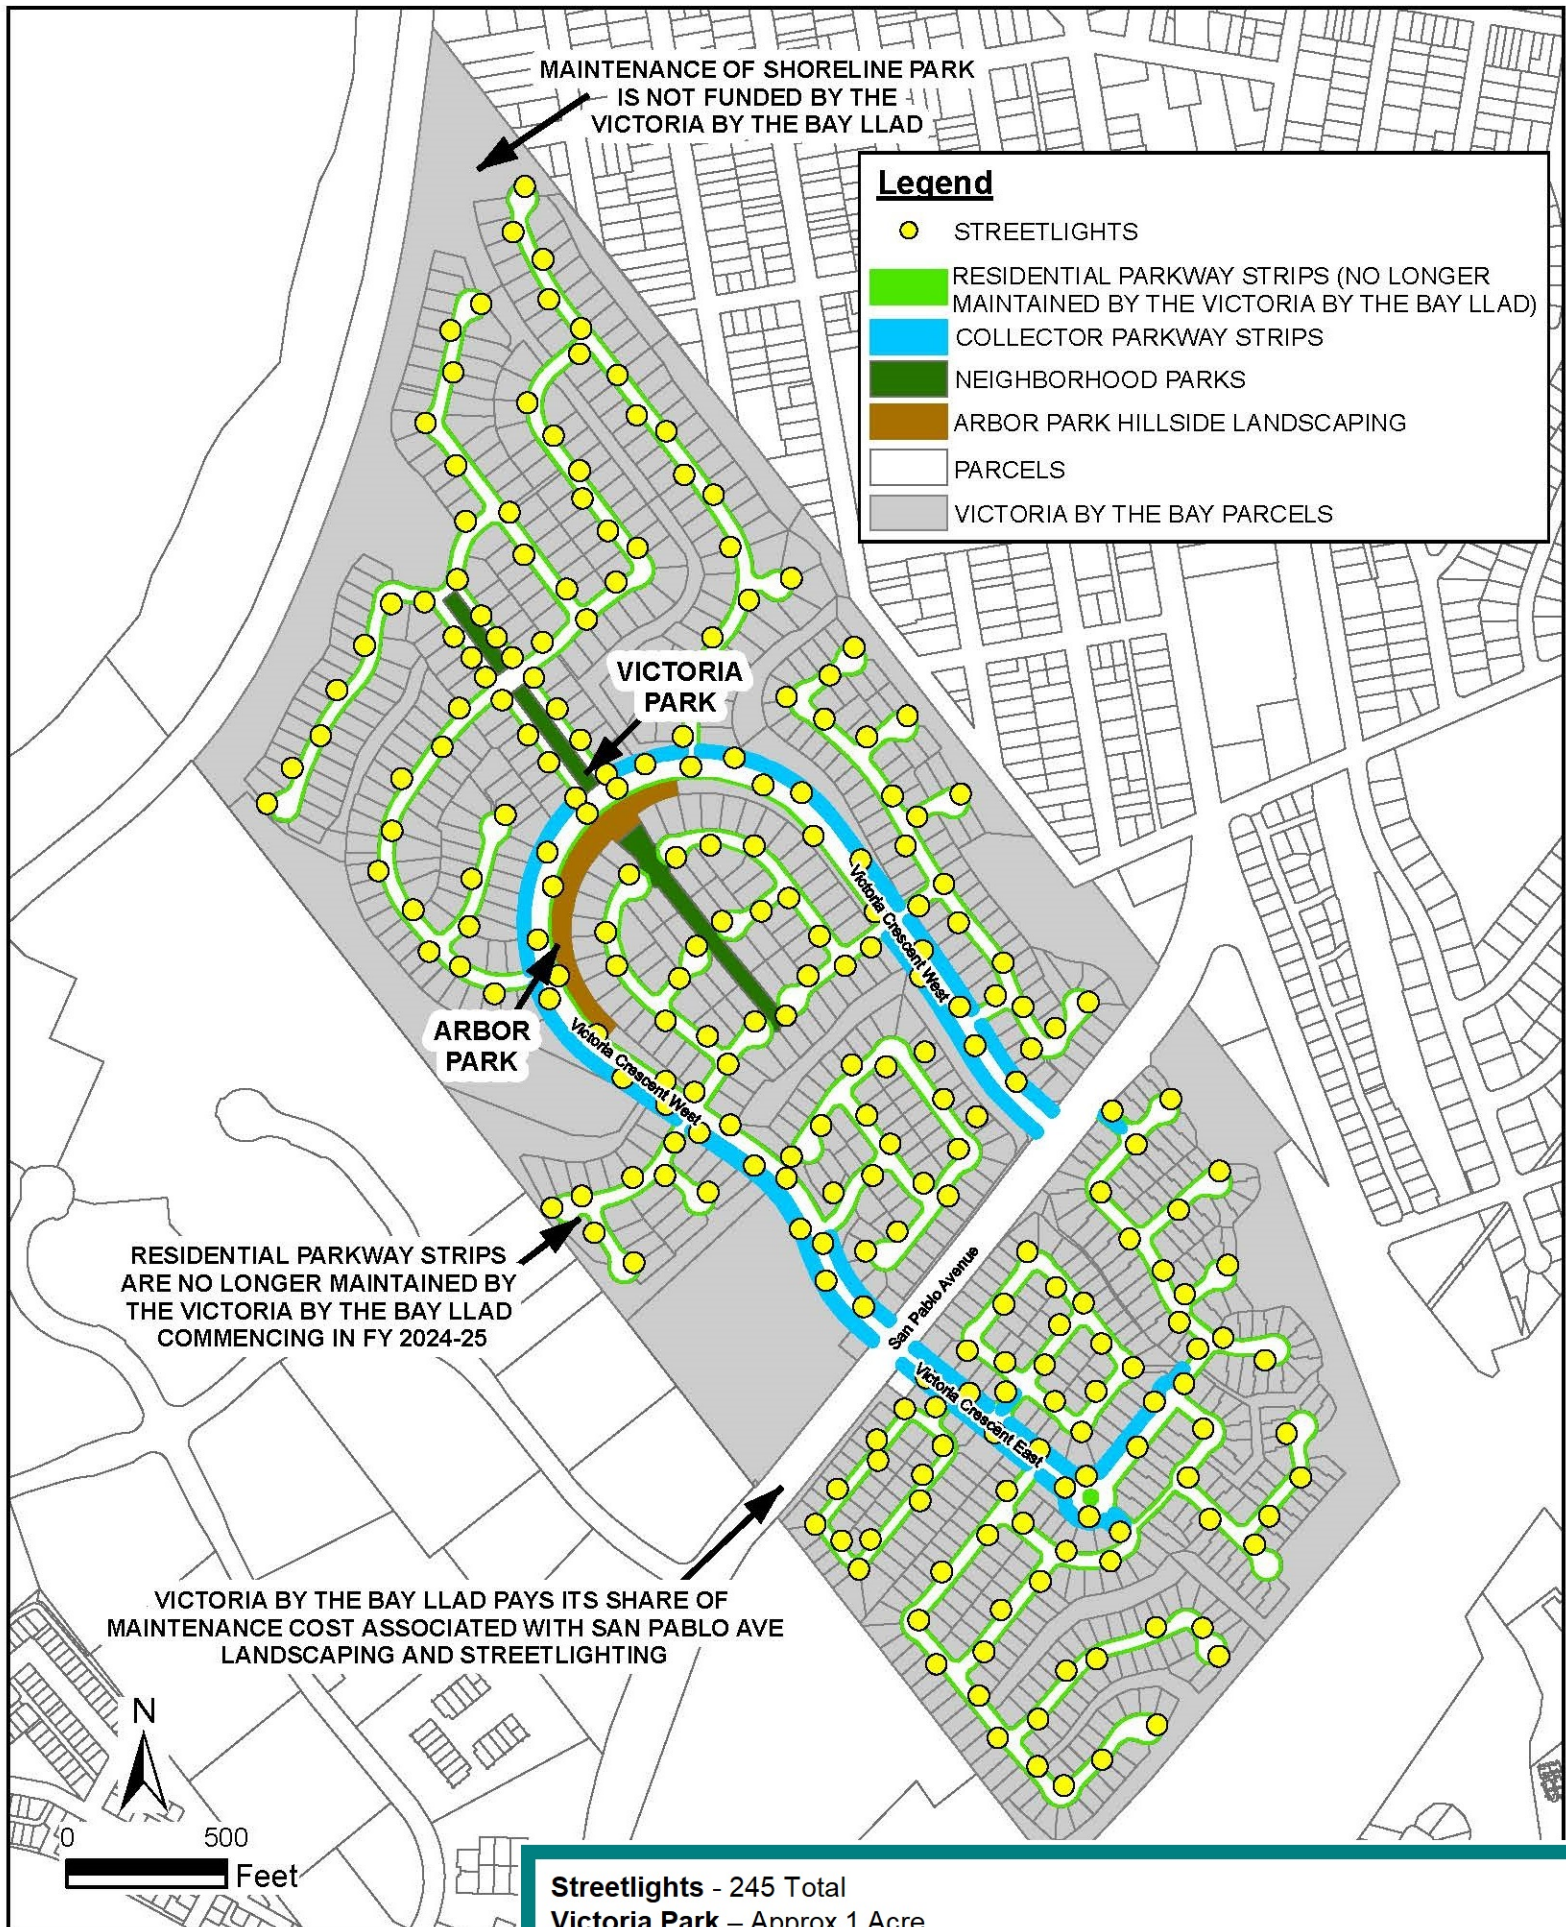 MAINTENANCE OF SHORELINE PARK
IS NOT FUNDED BY THE
VICTORIA BY THE BAY LLAD
Legend
STREETLIGHTS
RESIDENTIAL PARKWAY STRIPS (NO LONGER
MAINTAINED BY THE VICTORIA BY THE BAY LLAD)
COLLECTOR PARKWAY STRIPS
NEIGHBORHOOD PARKS
ARBOR PARK HILLSIDE LANDSCAPING
PARCELS
VICTORIA BY THE BAY PARCELS
VICTORIA
PARK
Victoria Crescent West
ARBOR
PARK
Victoria Crescent West
RESIDENTIAL PARKWAY STRIPS
ARE NO LONGER MAINTAINED BY
THE VICTORIA BY THE BAY LLAD
COMMENCING IN FY 2024-25
San Pablo Avenue
Victoria Crescent East
VICTORIA BY THE BAY LLAD PAYS ITS SHARE OF
MAINTENANCE COST ASSOCIATED WITH SAN PABLO AVE
LANDSCAPING AND STREETLIGHTING
N
0 500
Feet
Streetlights - 245 Total
Victoria Park – Approx 1 Acre